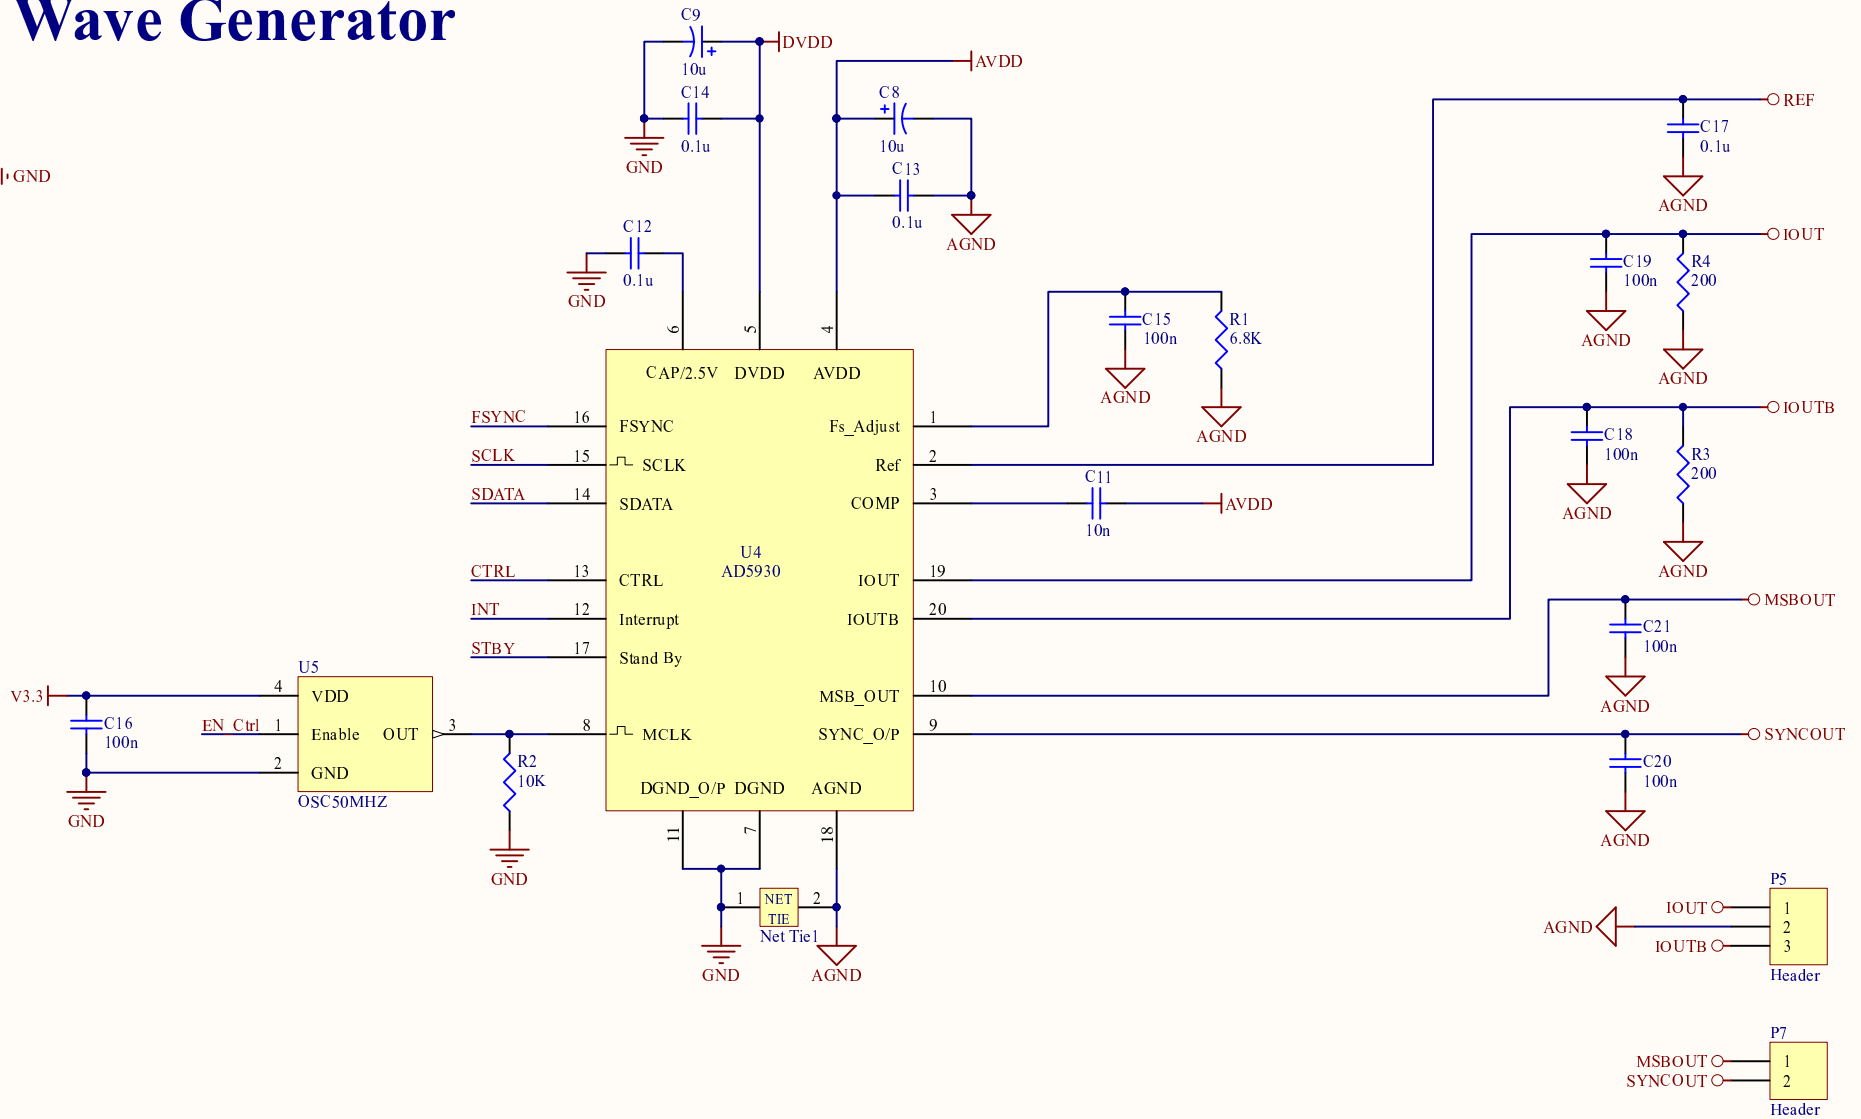 Wave Generator
C9
10u
DVDD
C14
0.1u
GND
AVDD
C8
10u
C13
0.1u
AGND
REF
C17
0.1u
AGND
GND
C12
0.1u
GND
IOUT
C19
100n
R4
200
AGND
AGND
6
5
4
C15
100n
R1
6.8K
AGND
AGND
CAP/2.5V
DVDD
AVDD
FSYNC
16
FSYNC
Fs_Adjust
1
SCLK
15
SCLK
Ref
2
SDATA
14
SDATA
COMP
3
C11
10n
AVDD
IOUTB
C18
100n
R3
200
AGND
AGND
U4
AD5930
CTRL
13
CTRL
IOUT
19
INT
12
Interrupt
IOUTB
20
STBY
17
Stand By
MSBOUT
C21
100n
AGND
U5
V3.3
4
VDD
MSB_OUT
10
C16
100n
EN_Ctrl
1
Enable
OUT
3
8
MCLK
SYNC_O/P
9
SYNCOUT
2
GND
OSC50MHZ
GND
R2
10K
GND
C20
100n
AGND
DGND_O/P
DGND
AGND
11
7
18
1
NET
TIE
2
Net Tie1
GND
AGND
P5
IOUT
1
AGND
2
IOUTB
3
Header
P7
MSBOUT
1
SYNCOUT
2
Header